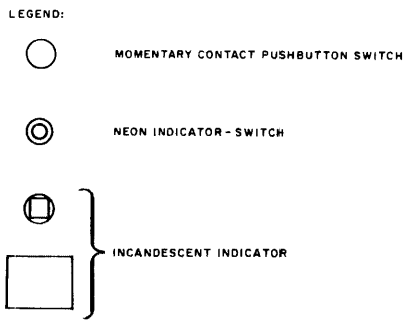 LEGEND:
MOMENTARY CONTACT PUSHBUTTON SWITCH
NEON INDICATOR - SWITCH
INCANDESCENT INDICATOR